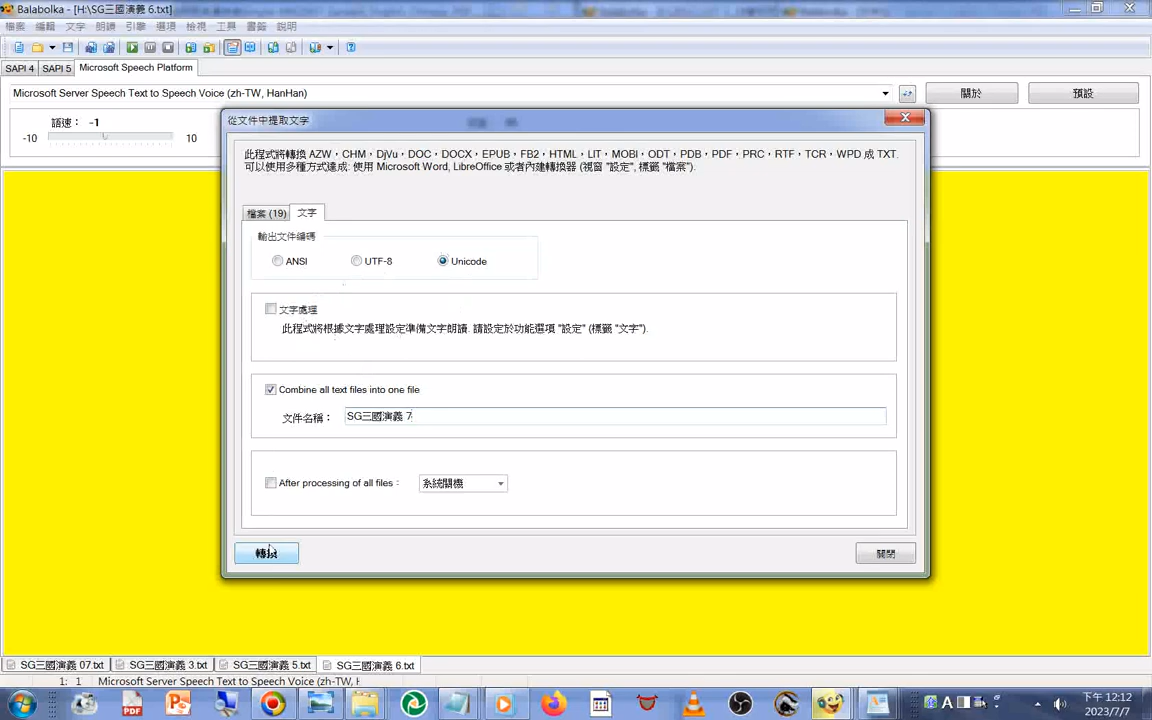 Balabolka - [H:\SG三國演義 6.txt]
檔案 編輯 文字 朗讀 引擎 選項 檢視 工具 書簽 說明
SAPI 4 SAPI 5 Microsoft Speech Platform
Microsoft Server Speech Text to Speech Voice (zh-TW, HanHan)
關於
預設
語速： -1
-10
10
從文件中提取文字
此程式將轉換 AZW，CHM，DjVu，DOC，DOCX，EPUB，FB2，HTML，LIT，MOBI，ODT，PDB，PDF，PRC，RTF，TCR，WPD 成 TXT.
可以使用多種方式達成: 使用 Microsoft Word, LibreOffice 或者內建轉換器 (視窗 "設定", 標籤 "檔案").
檔案 (19) 文字
輸出文件編碼
ANSI UTF-8 Unicode
文字處理
此程式將根據文字處理設定準備文字朗讀. 請設定於功能選項 "設定" (標籤 "文字").
Combine all text files into one file
文件名稱： SG三國演義 7
After processing of all files： 系統關機
轉換
關閉
SG三國演義 07.txt SG三國演義 3.txt SG三國演義 5.txt SG三國演義 6.txt
1: 1 Microsoft Server Speech Text to Speech Voice (zh-TW, H
PDF
A
下午 12:12
2023/7/7